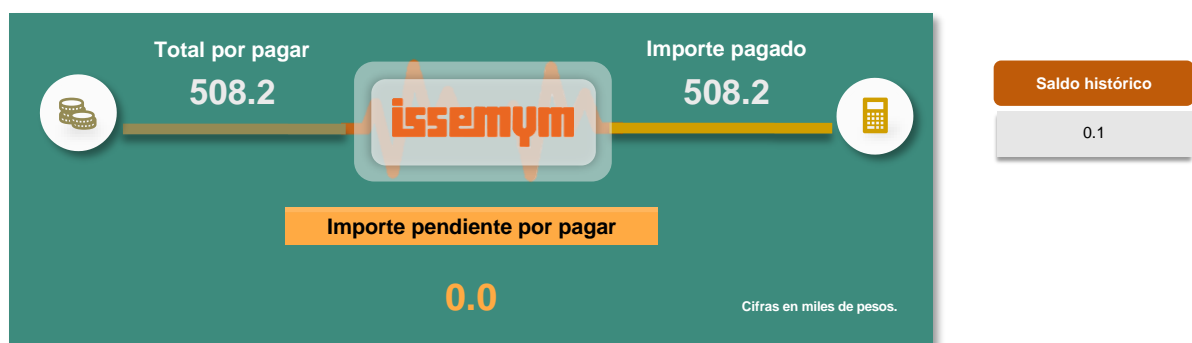 Total por pagar
508.2
issemym
Importe pagado
508.2
Importe pendiente por pagar
0.0
Cifras en miles de pesos.
Saldo histórico
0.1